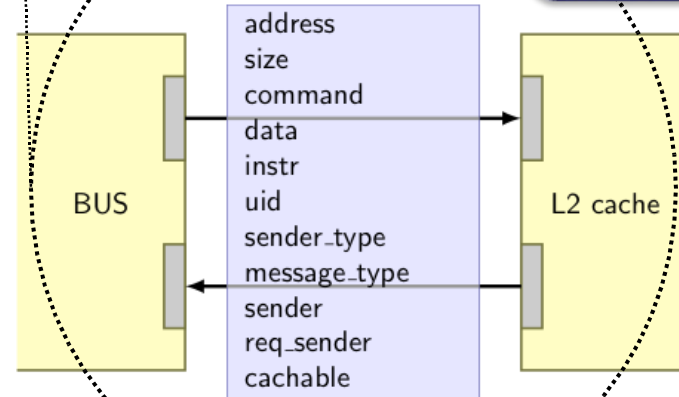 address
size
command
data
instr
BUS
uid
L2 cache
sender_type
message_type
sender
req_sender
cachable